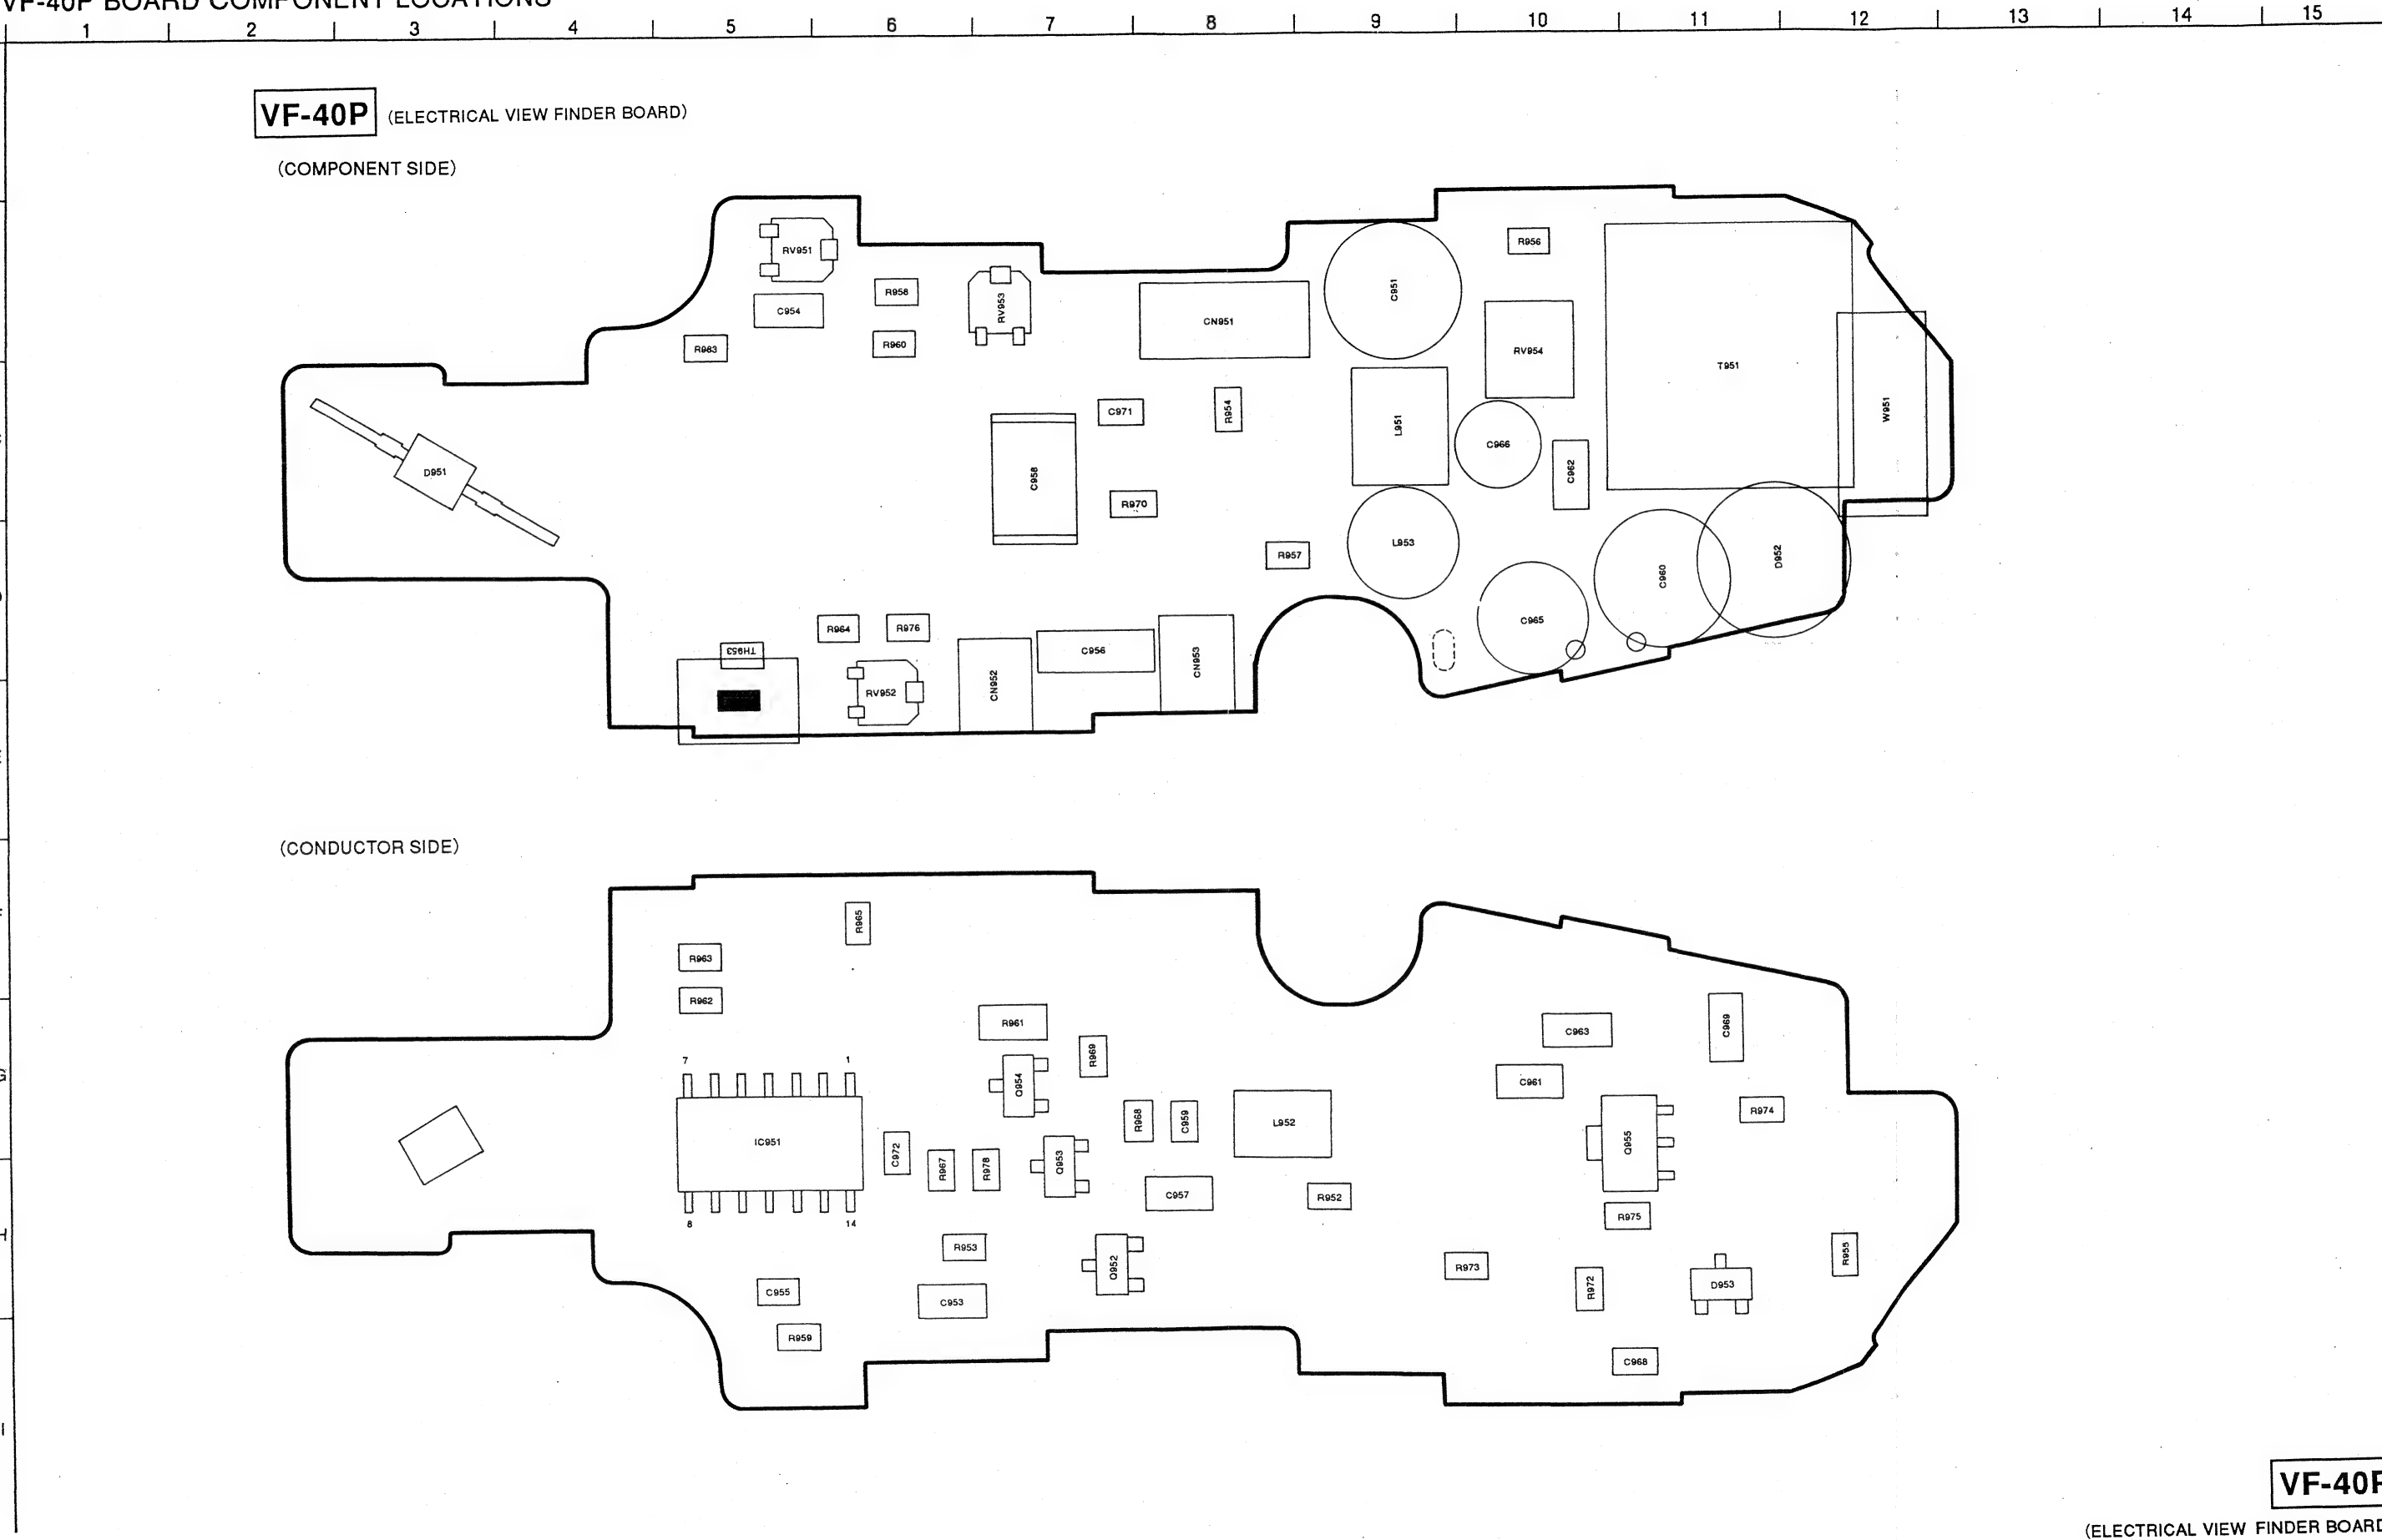 VF-40P BOARD COMPONENT LOCATIONS
1 2 3 4 5 6 7 8 9 10 11 12 13 14 15
VF-40P (ELECTRICAL VIEW FINDER BOARD)
(COMPONENT SIDE)
RV951
R956
C951
R958
RV953
C954
CN951
R983
R960
RV954
T951
C971
R954
L951
W951
C966
D951
C962
C958
R970
L953
R957
D952
C960
C965
R964
R976
TH953
C956
CN953
CN952
RV952
(CONDUCTOR SIDE)
R965
R963
R962
R961
C963
C969
R969
7 1
Q954
C961
R974
R968
C959
L952
IC951
Q955
C972
Q953
R967
R978
C957
R952
8 14
R975
R953
R955
Q952
R973
D953
R972
C955
C953
R959
C968
VF-40P
(ELECTRICAL VIEW FINDER BOARD